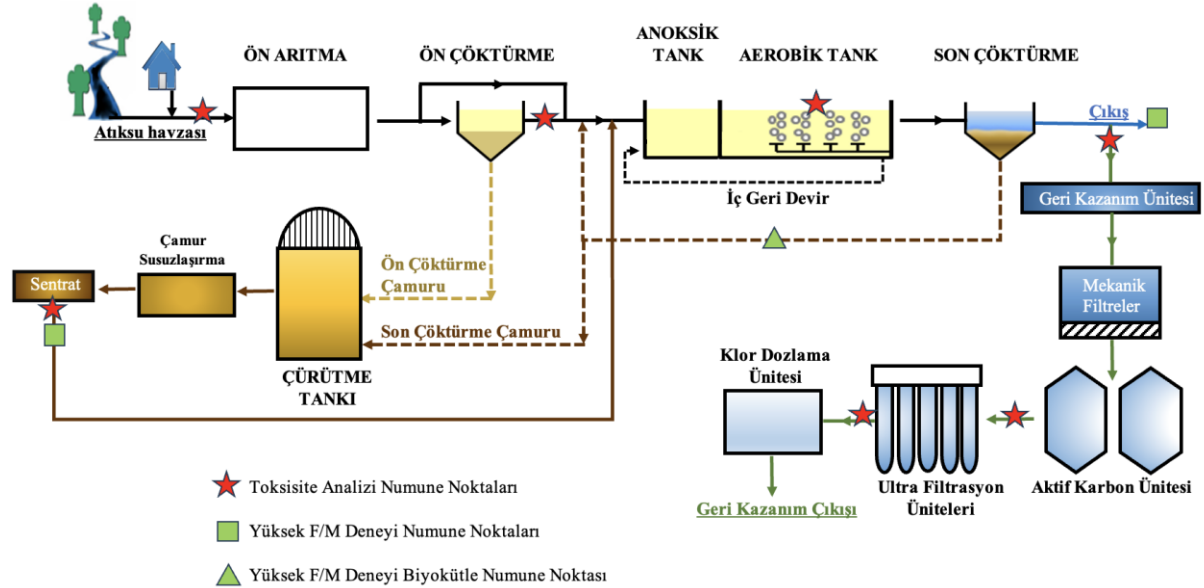 ANOKSİK
TANK
ÖN ARITMA
ÖN ÇÖKTÜRME
AEROBİK TANK
SON ÇÖKTÜRME
Atıksu havzası
Çıkış
İç Geri Devir
Geri Kazanım Ünitesi
Çamur
Susuzlaşırma
Sentrat
Ön Çöktürme
Çamuru
Son Çöktürme Çamuru
Mekanik
Filtreler
ÇÜRÜTME
TANKI
Klor Dozlama
Ünitesi
Geri Kazanım Çıkışı
Ultra Filtrasyon
Üniteleri
Aktif Karbon Ünitesi
Toksisite Analizi Numune Noktaları
Yüksek F/M Deneyi Numune Noktaları
Yüksek F/M Deneyi Biyokütle Numune Noktası